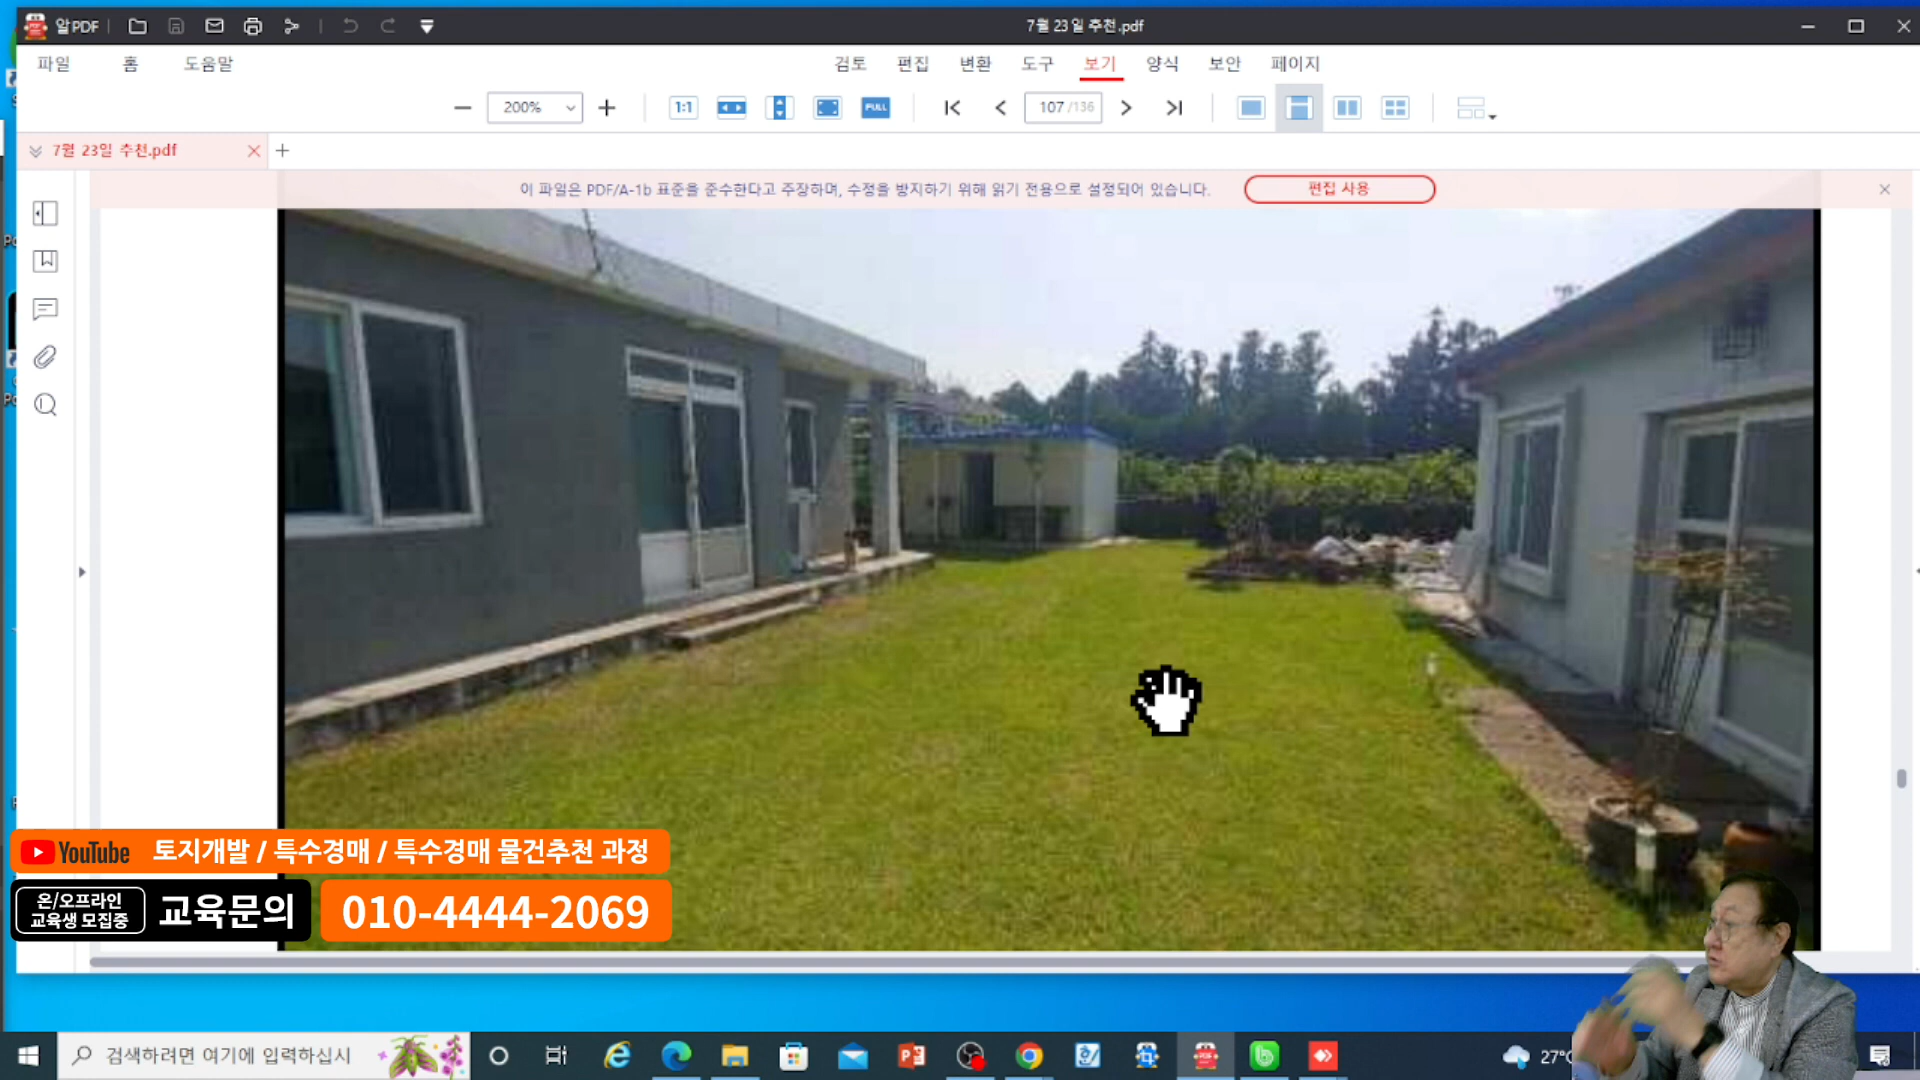 알PDF
7월 23일 추천.pdf
파일 홈 도움말 검토 편집 변환 도구 보기 양식 보안 페이지
200% 1:1 FULL 107 /136
7월 23일 추천.pdf
이 파일은 PDF/A-1b 표준을 준수한다고 주장하며, 수정을 방지하기 위해 읽기 전용으로 설정되어 있습니다. 편집 사용
YouTube 토지개발 / 특수경매 / 특수경매 물건추천 과정
온/오프라인
교육생 모집중
교육문의 010-4444-2069
검색하려면 여기에 입력하십시
27°C